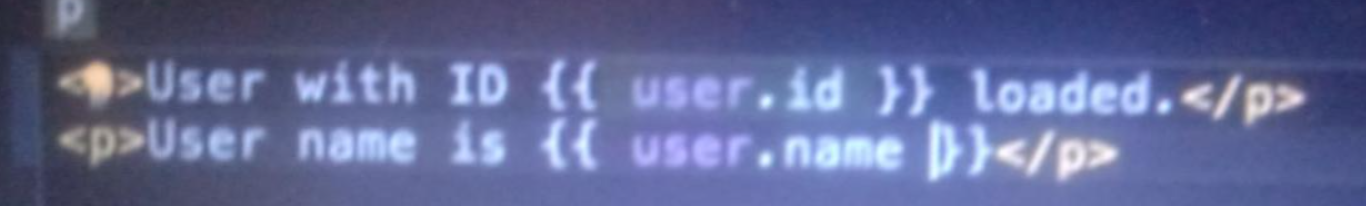 p
<p>User with ID {{ user.id }} loaded.</p>
<p>User name is {{ user.name }}</p>